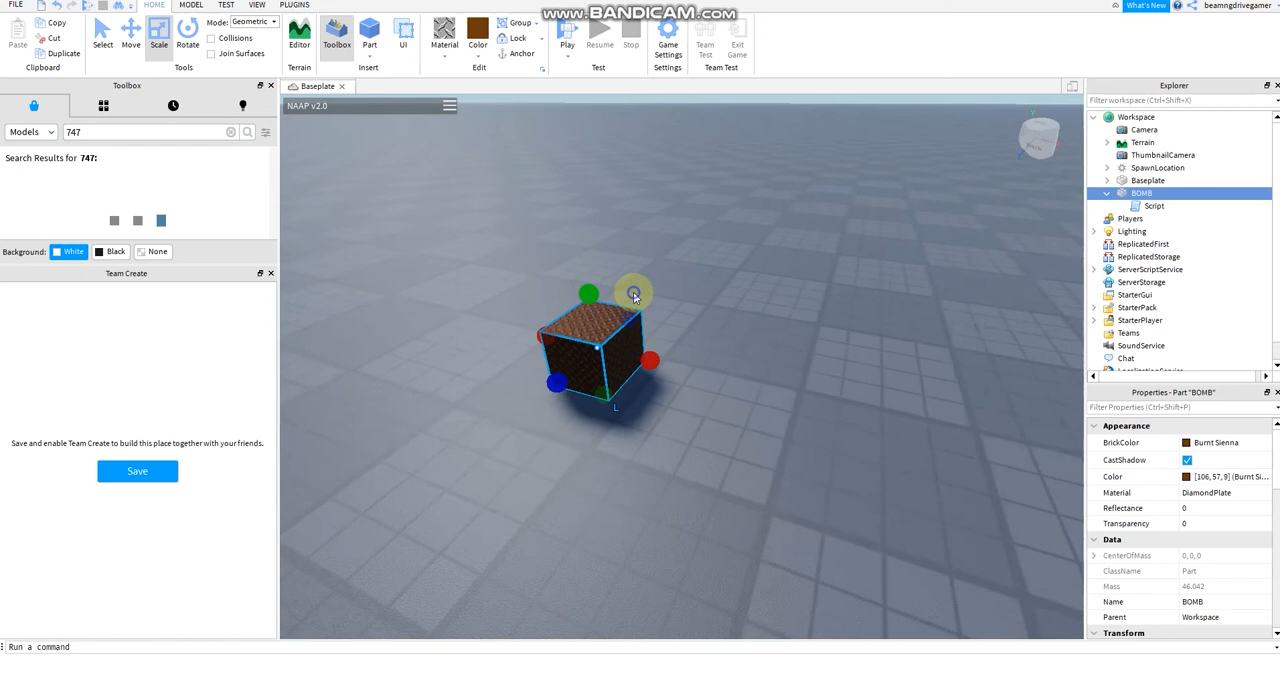 www.BANDICAM.com
FILE HOME MODEL TEST VIEW PLUGINS What's New beamngdrivegamer
Paste Copy Cut Duplicate Clipboard
Select Move Scale Rotate Mode: Geometric Collisions Join Surfaces Tools
Editor Terrain
Toolbox Part UI Insert
Material Color Group Lock Anchor Edit
Play Resume Stop Test
Game Settings Settings
Team Test Exit Game Team Test
Toolbox
Models 747
Search Results for 747:
Background: White Black None
Team Create
Save and enable Team Create to build this place together with your friends.
Save
Baseplate
NAAP v2.0
L
Explorer
Filter workspace (Ctrl+Shift+X)
Workspace
Camera
Terrain
ThumbnailCamera
SpawnLocation
Baseplate
BOMB
Script
Players
Lighting
ReplicatedFirst
ReplicatedStorage
ServerScriptService
ServerStorage
StarterGui
StarterPack
StarterPlayer
Teams
SoundService
Chat
Properties - Part "BOMB"
Filter Properties (Ctrl+Shift+P)
Appearance
BrickColor Burnt Sienna
CastShadow
Color [106, 57, 9] (Burnt Si...
Material DiamondPlate
Reflectance 0
Transparency 0
Data
CenterOfMass 0,0,0
ClassName Part
Mass 46.042
Name BOMB
Parent Workspace
Transform
Run a command